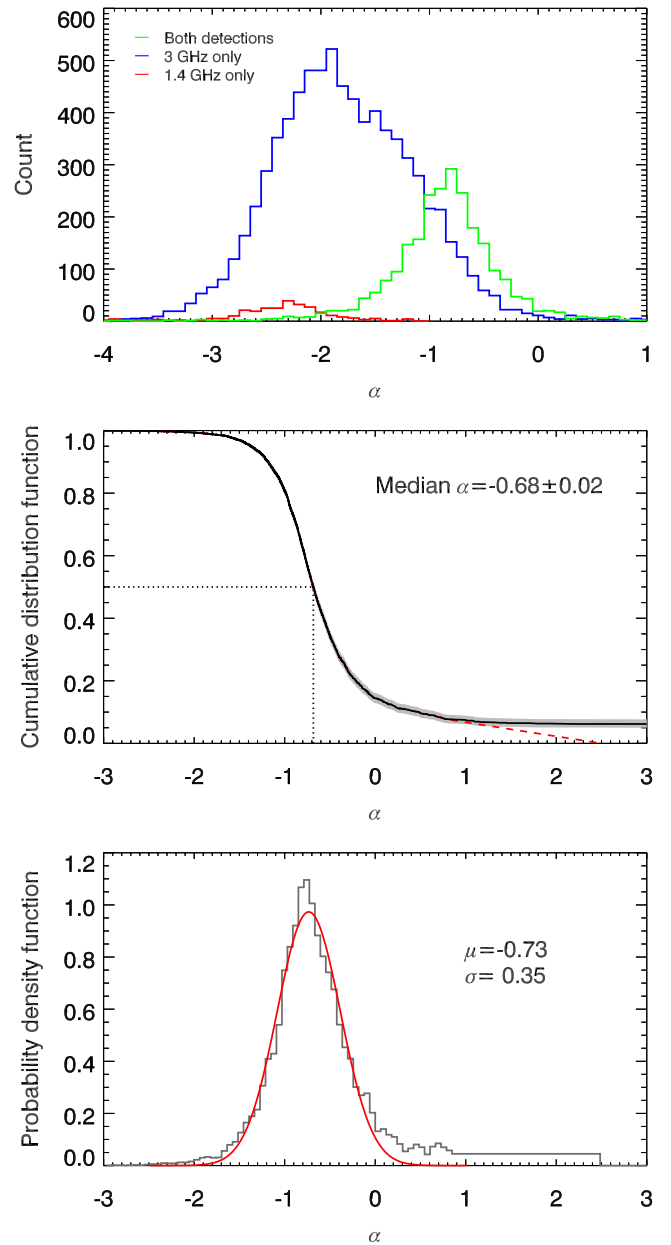 600
500
400
300
200
100
0
Count
Both detections
3 GHz only
1.4 GHz only
-4 -3 -2 -1 0 1
α
1.0
0.8
0.6
0.4
0.2
0.0
Cumulative distribution function
Median α=-0.68±0.02
-3 -2 -1 0 1 2 3
α
1.2
1.0
0.8
0.6
0.4
0.2
0.0
Probability density function
μ=-0.73
σ= 0.35
-3 -2 -1 0 1 2 3
α